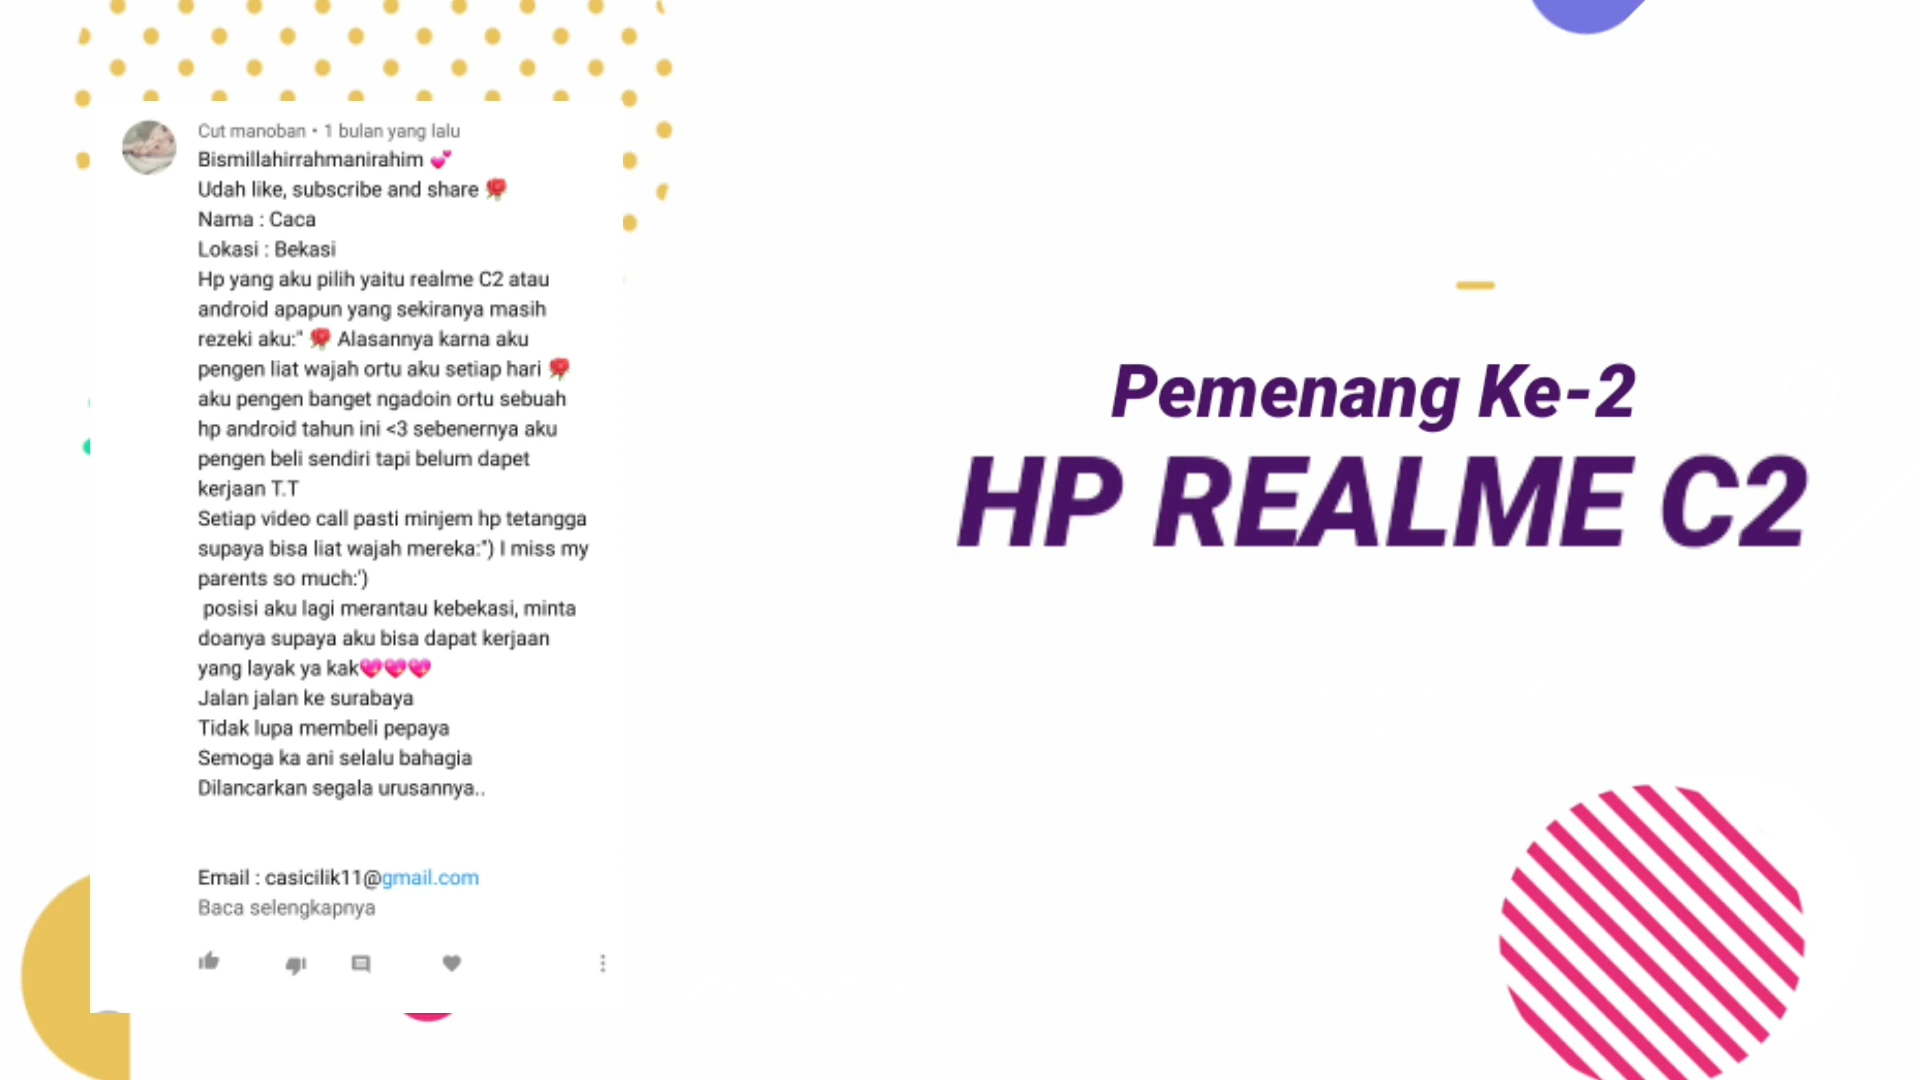 Cut manoban • 1 bulan yang lalu
Bismillahirrahmanirahim 💕
Udah like, subscribe and share 🌹
Nama : Caca
Lokasi : Bekasi
Hp yang aku pilih yaitu realme C2 atau
android apapun yang sekiranya masih
rezeki aku:" 🌹 Alasannya karna aku
pengen liat wajah ortu aku setiap hari 🌹
aku pengen banget ngadoin ortu sebuah
hp android tahun ini <3 sebenernya aku
pengen beli sendiri tapi belum dapet
kerjaan T.T
Setiap video call pasti minjem hp tetangga
supaya bisa liat wajah mereka:") I miss my
parents so much:')
posisi aku lagi merantau kebekasi, minta
doanya supaya aku bisa dapat kerjaan
yang layak ya kak💖💖💖
Jalan jalan ke surabaya
Tidak lupa membeli pepaya
Semoga ka ani selalu bahagia
Dilancarkan segala urusannya..
Email : casicilik11@gmail.com
Baca selengkapnya
Pemenang Ke-2
HP REALME C2